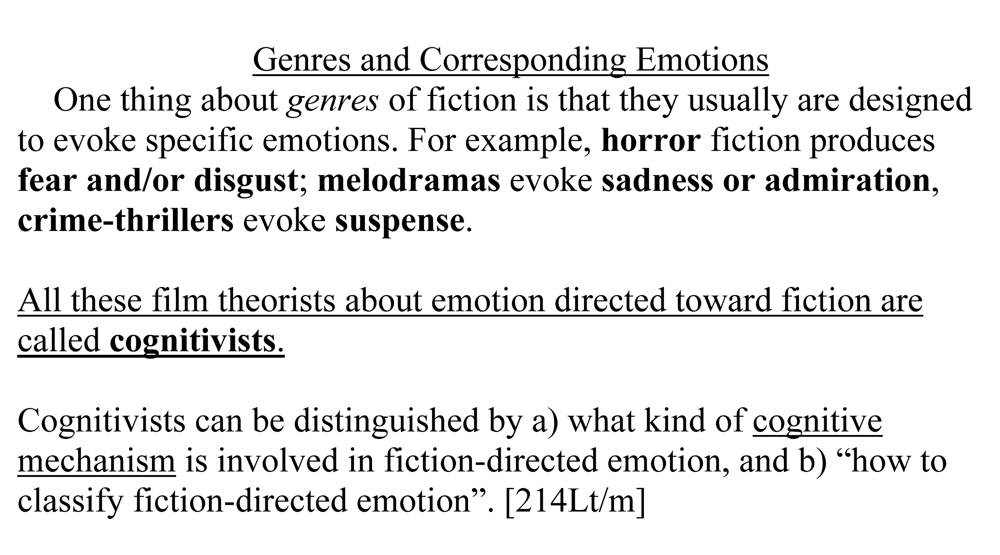 Genres and Corresponding Emotions
One thing about genres of fiction is that they usually are designed
to evoke specific emotions. For example, horror fiction produces
fear and/or disgust; melodramas evoke sadness or admiration,
crime-thrillers evoke suspense.
All these film theorists about emotion directed toward fiction are
called cognitivists.
Cognitivists can be distinguished by a) what kind of cognitive
mechanism is involved in fiction-directed emotion, and b) “how to
classify fiction-directed emotion”. [214Lt/m]